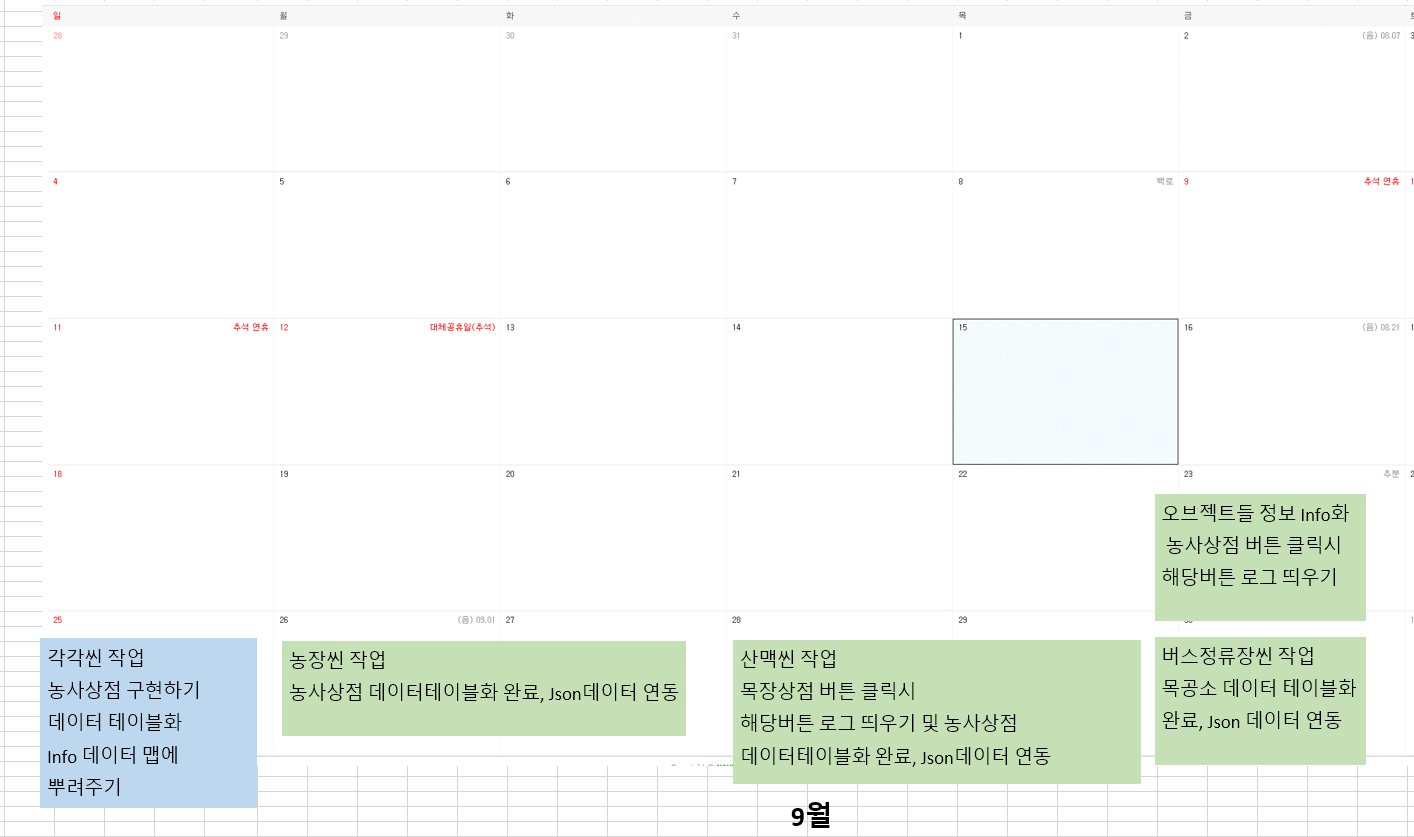 일 월 화 수 목 금
28 29 30 31 1 2 (음) 08.07 3
4 5 6 7 8 백로 9 추석 연휴 1
11 추석 연휴 12 대체공휴일(추석) 13 14 15 16 (음) 08.21 1
18 19 20 21 22 23 추분 2
오브젝트들 정보 Info화
농사상점 버튼 클릭시
해당버튼 로그 띄우기
25 26 (음) 09.01 27 28 29 30 1
각각씬 작업
농사상점 구현하기
데이터 테이블화
Info 데이터 맵에
뿌려주기
농장씬 작업
농사상점 데이터테이블화 완료, Json데이터 연동
산맥씬 작업
목장상점 버튼 클릭시
해당버튼 로그 띄우기 및 농사상점
데이터테이블화 완료, Json데이터 연동
버스정류장씬 작업
목공소 데이터 테이블화
완료, Json 데이터 연동
9월